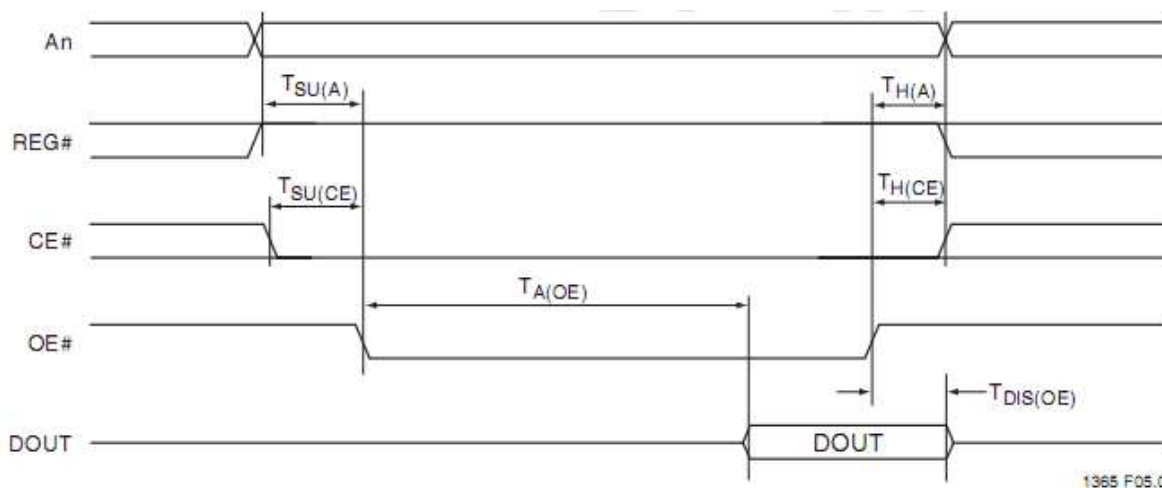 An
TSU(A)
TH(A)
REG#
TSU(CE)
TH(CE)
CE#
TA(OE)
OE#
TDIS(OE)
DOUT
DOUT